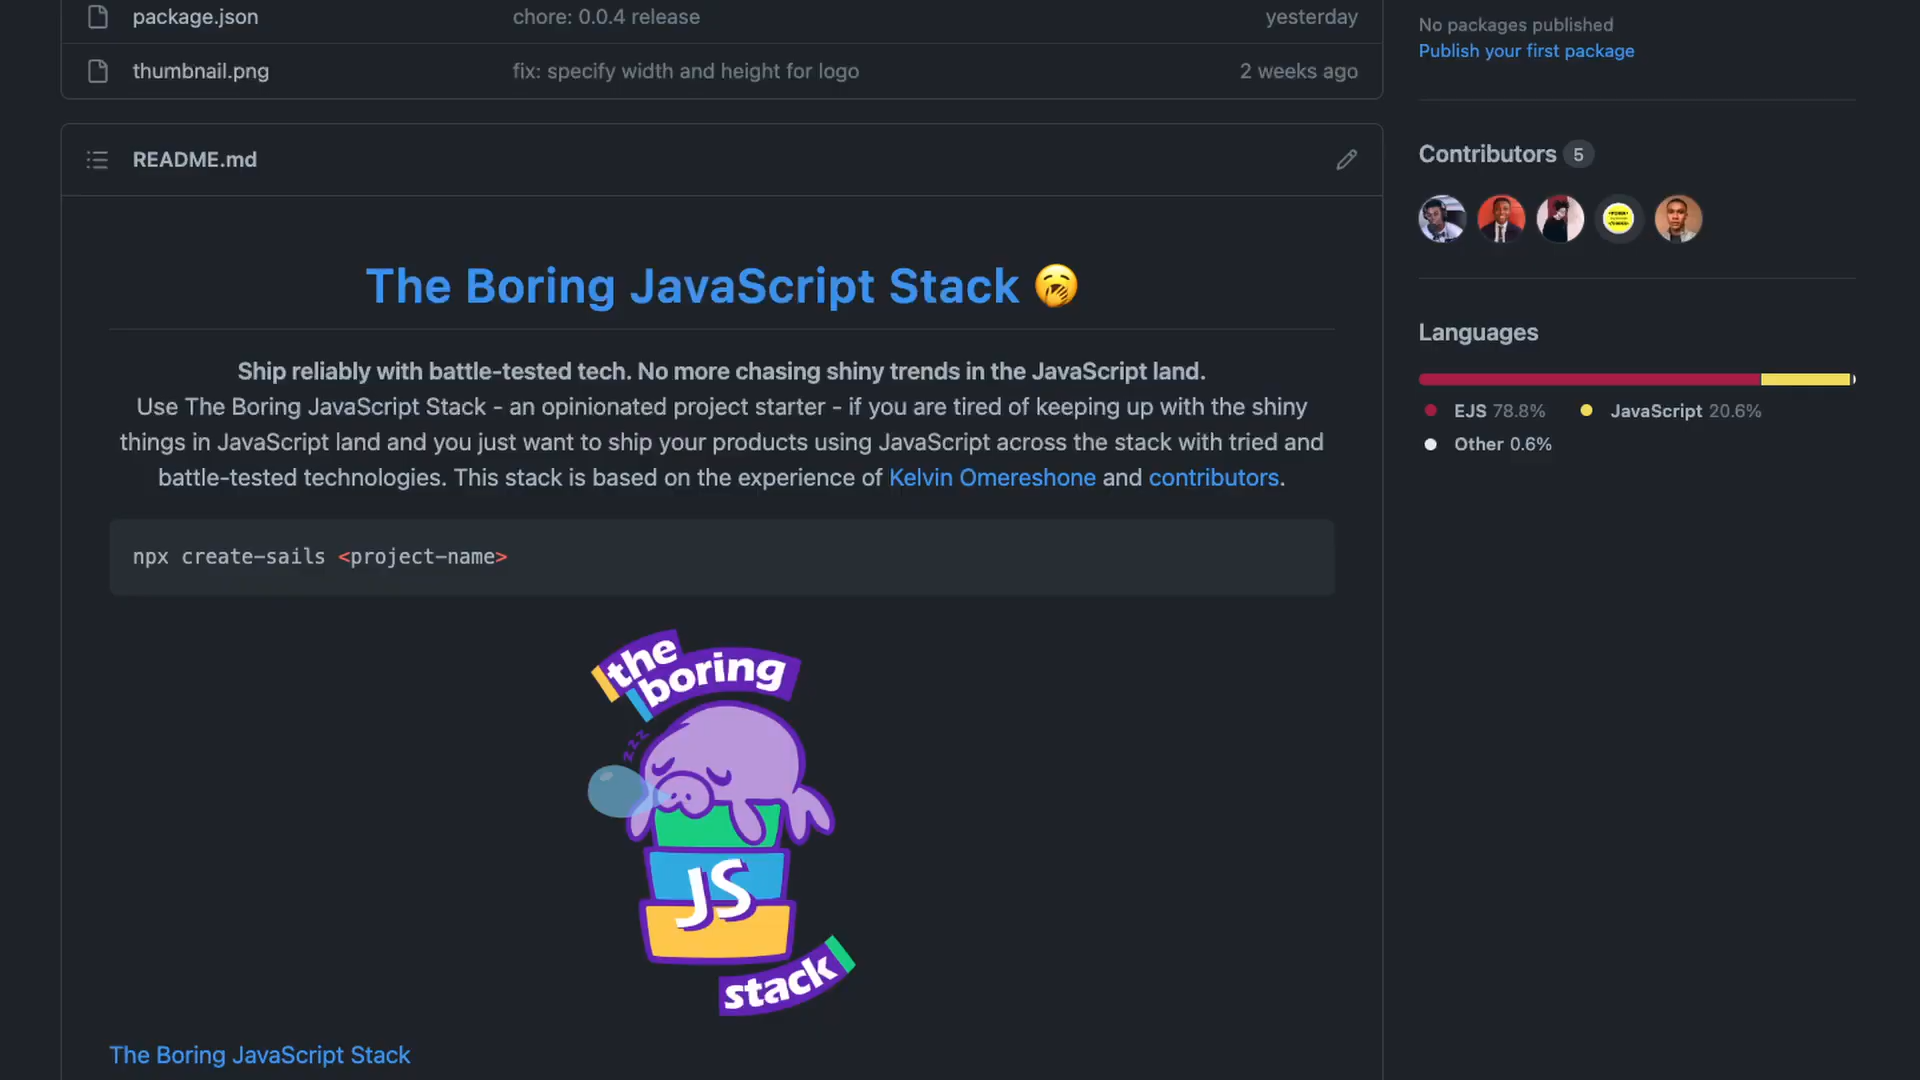 package.json chore: 0.0.4 release yesterday
thumbnail.png fix: specify width and height for logo 2 weeks ago
README.md
The Boring JavaScript Stack 🥱
Ship reliably with battle-tested tech. No more chasing shiny trends in the JavaScript land.
Use The Boring JavaScript Stack - an opinionated project starter - if you are tired of keeping up with the shiny
things in JavaScript land and you just want to ship your products using JavaScript across the stack with tried and
battle-tested technologies. This stack is based on the experience of Kelvin Omereshone and contributors.
npx create-sails <project-name>
the
boring
zzz
JS
stack
The Boring JavaScript Stack
No packages published
Publish your first package
Contributors 5
Languages
EJS 78.8% JavaScript 20.6%
Other 0.6%